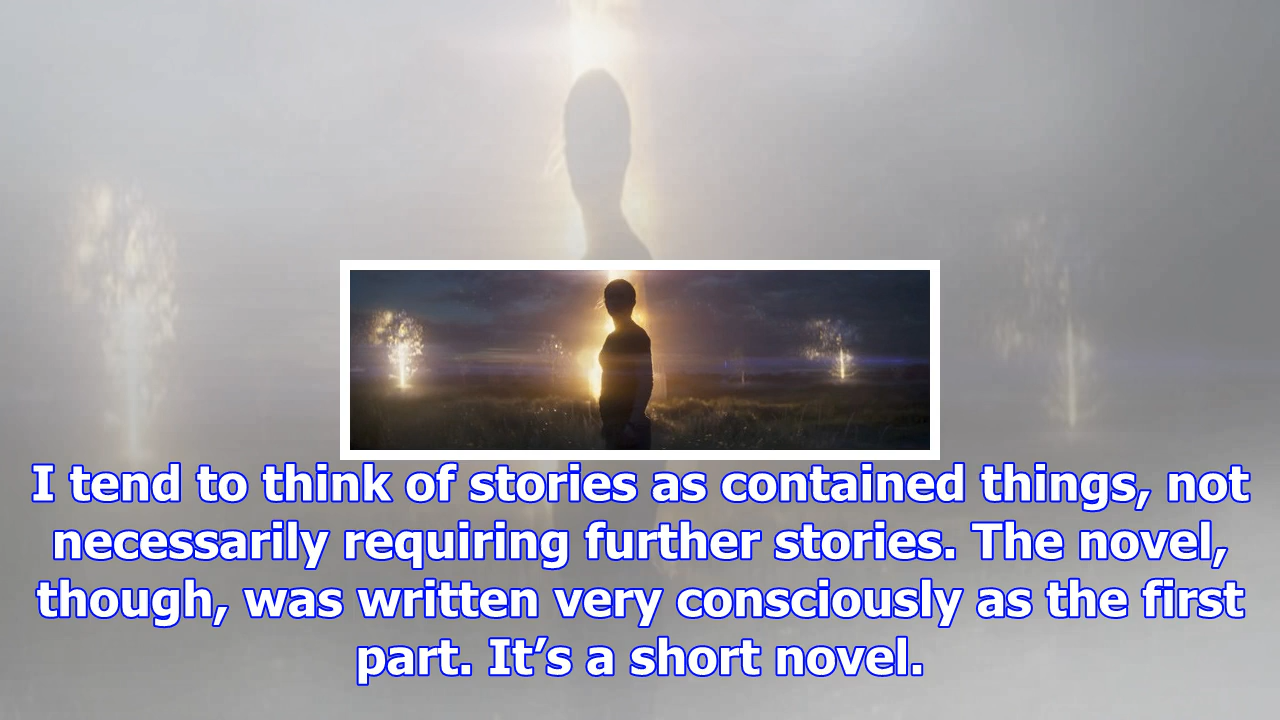 I tend to think of stories as contained things, not
necessarily requiring further stories. The novel,
though, was written very consciously as the first
part. It’s a short novel.